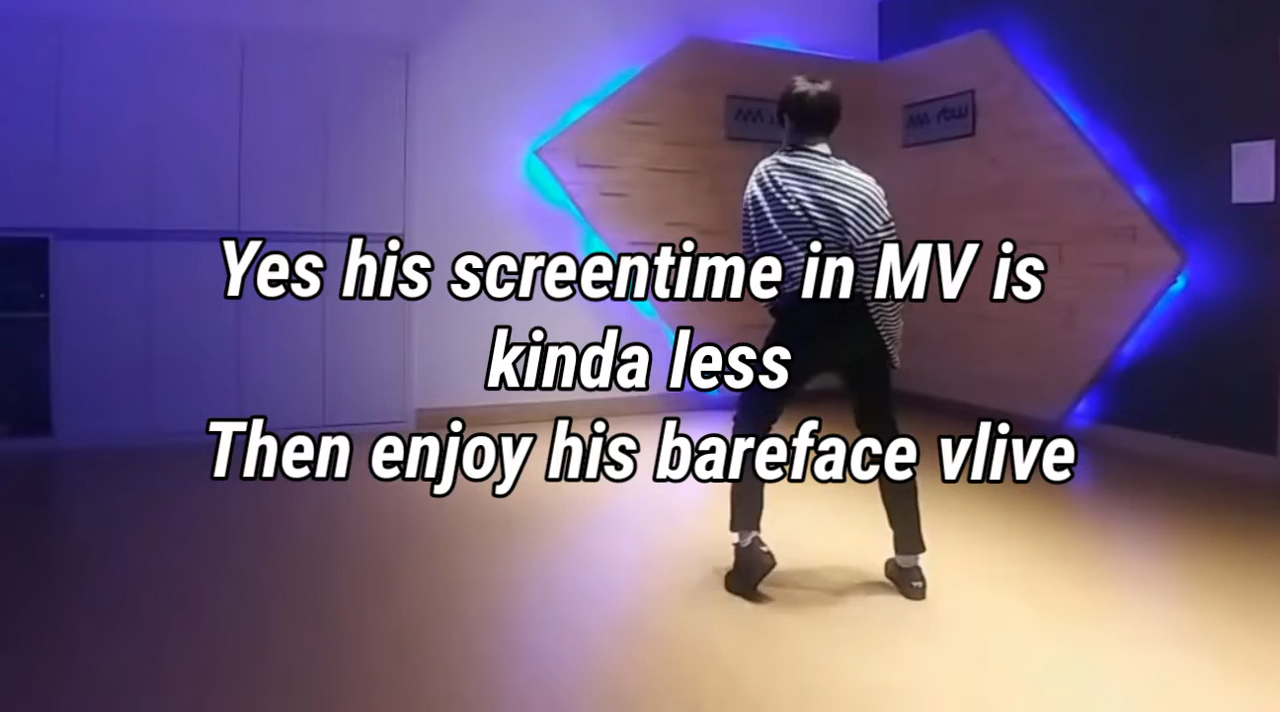 Yes his screentime in MV is
kinda less
Then enjoy his bareface vlive